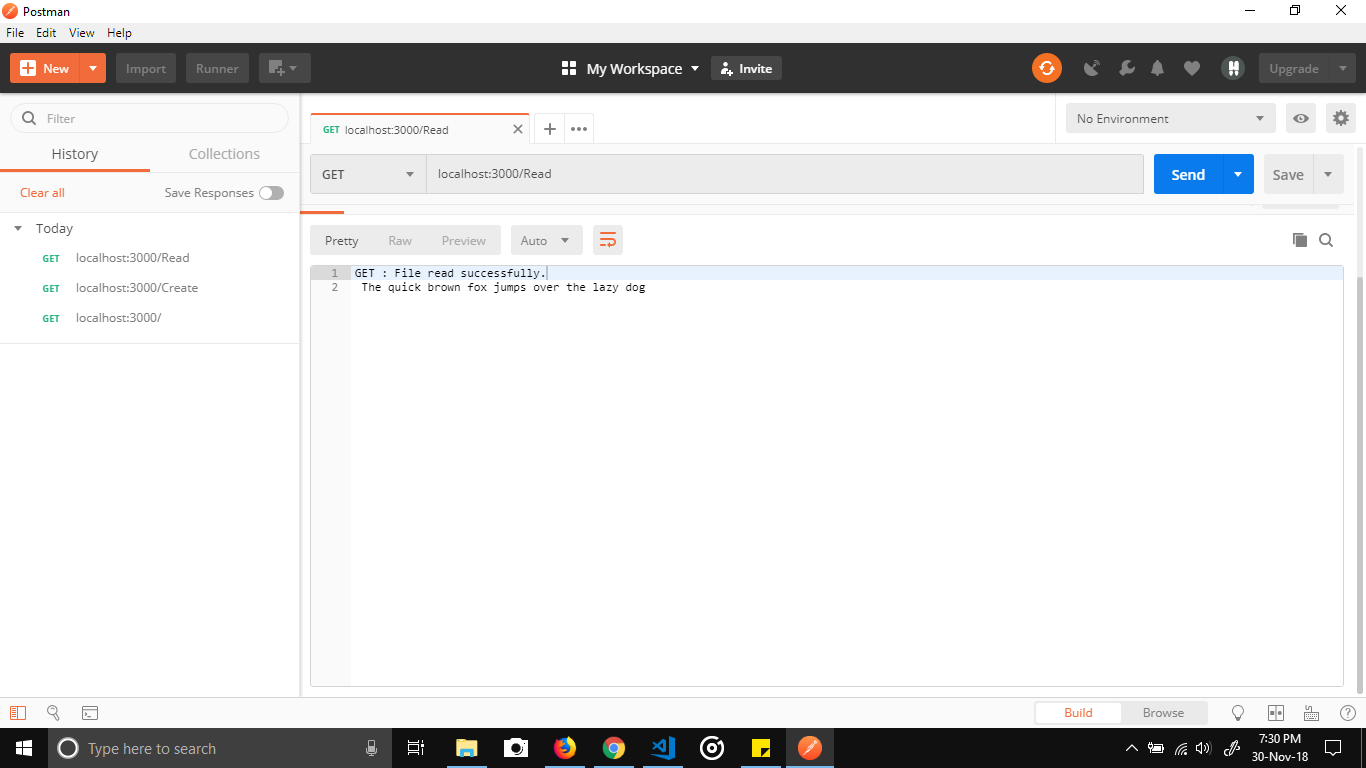 Postman
File Edit View Help
New Import Runner My Workspace Invite Upgrade
Filter
History Collections
Clear all Save Responses
Today
GET localhost:3000/Read
GET localhost:3000/Create
GET localhost:3000/
GET localhost:3000/Read
No Environment
GET localhost:3000/Read Send Save
Pretty Raw Preview Auto
1 GET : File read successfully.
2 The quick brown fox jumps over the lazy dog
Build Browse
Type here to search
7:30 PM
30-Nov-18